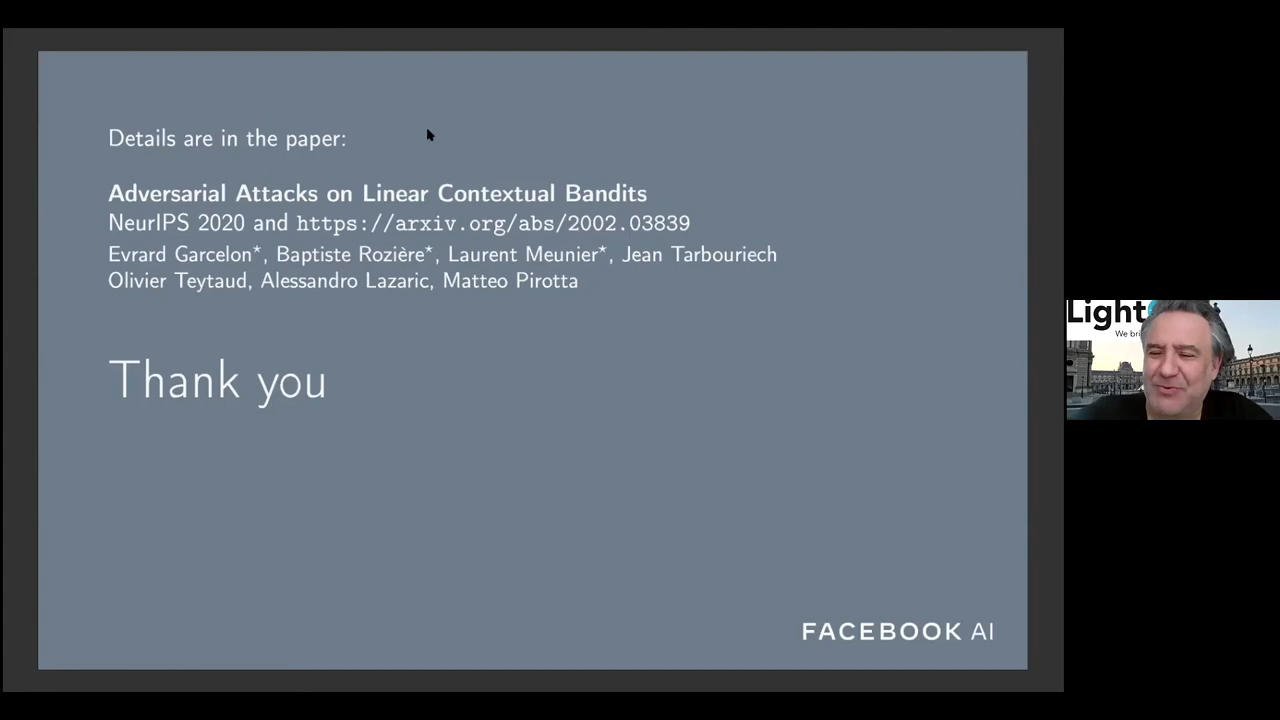 Details are in the paper:
Adversarial Attacks on Linear Contextual Bandits
NeurIPS 2020 and https://arxiv.org/abs/2002.03839
Evrard Garcelon*, Baptiste Rozière*, Laurent Meunier*, Jean Tarbouriech
Olivier Teytaud, Alessandro Lazaric, Matteo Pirotta
Thank you
FACEBOOK AI
Light
We bri